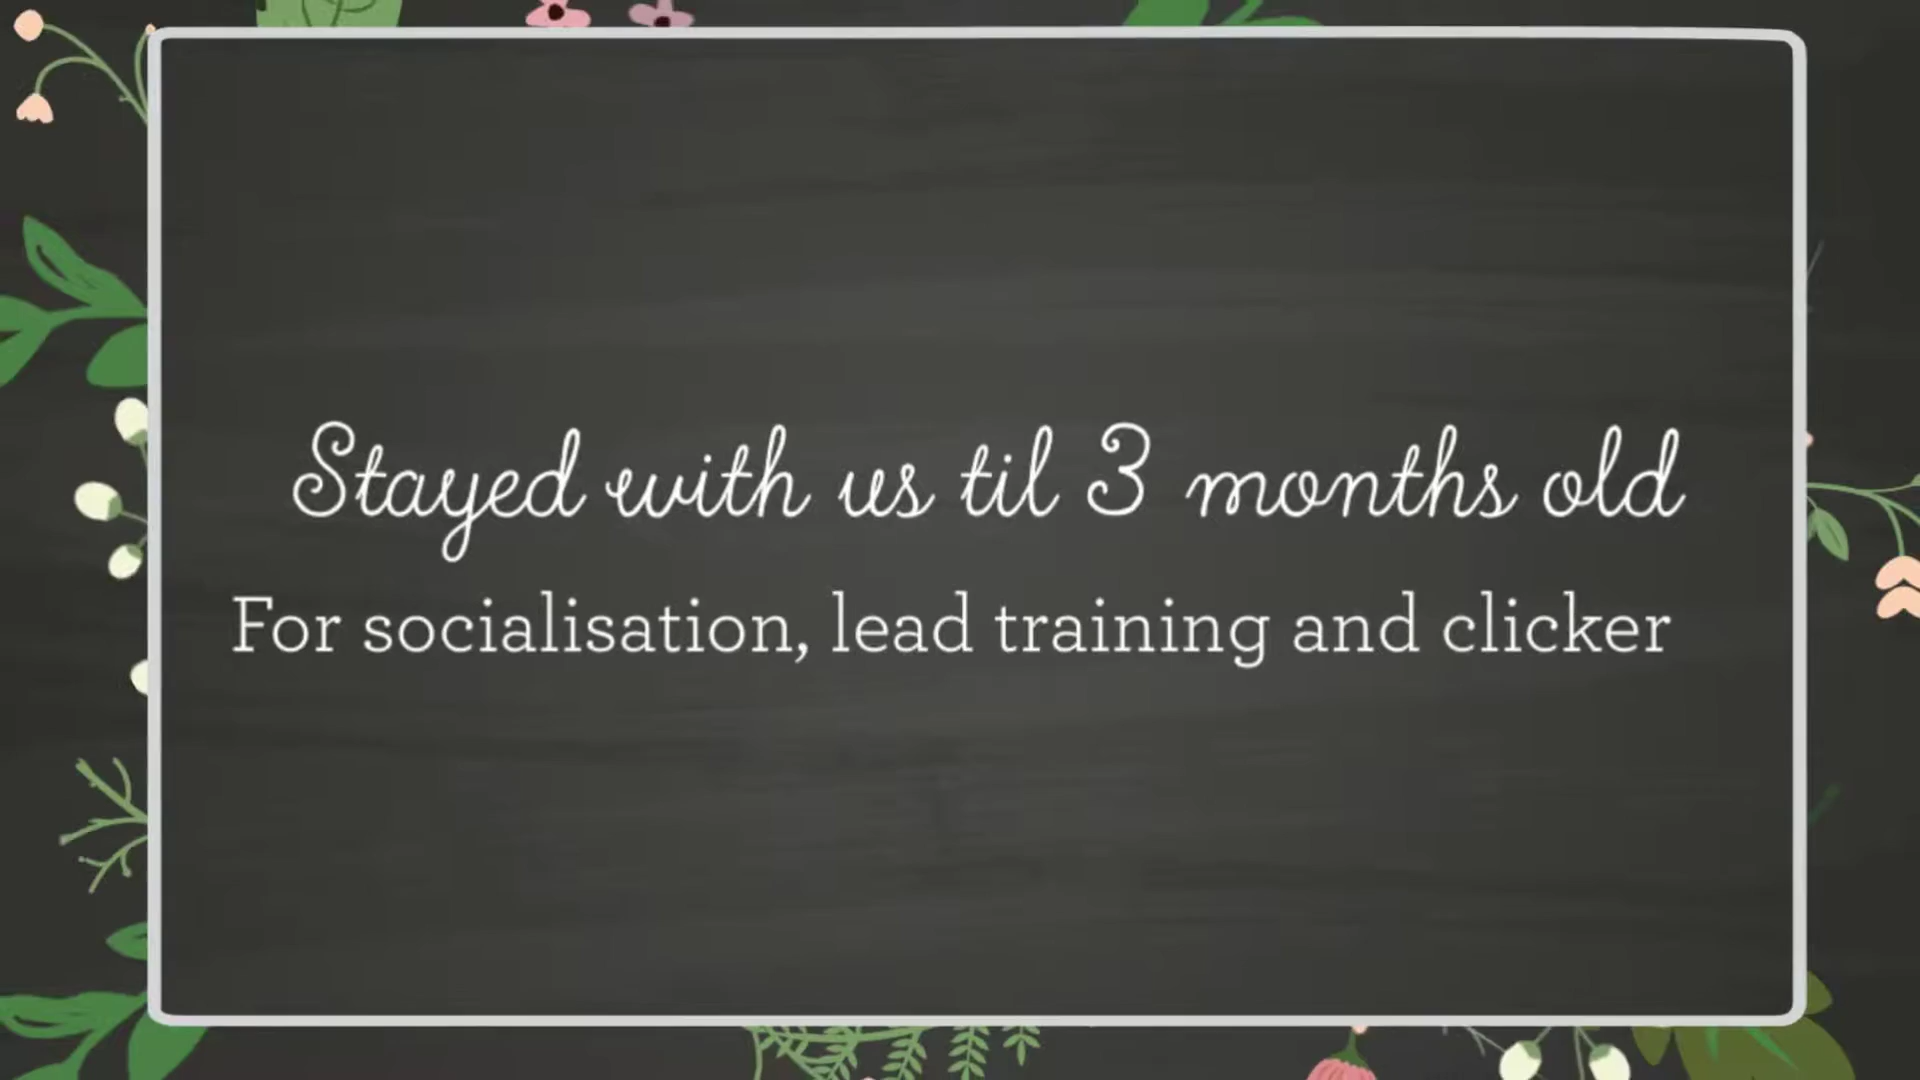 Stayed with us til 3 months old
For socialisation, lead training and clicker